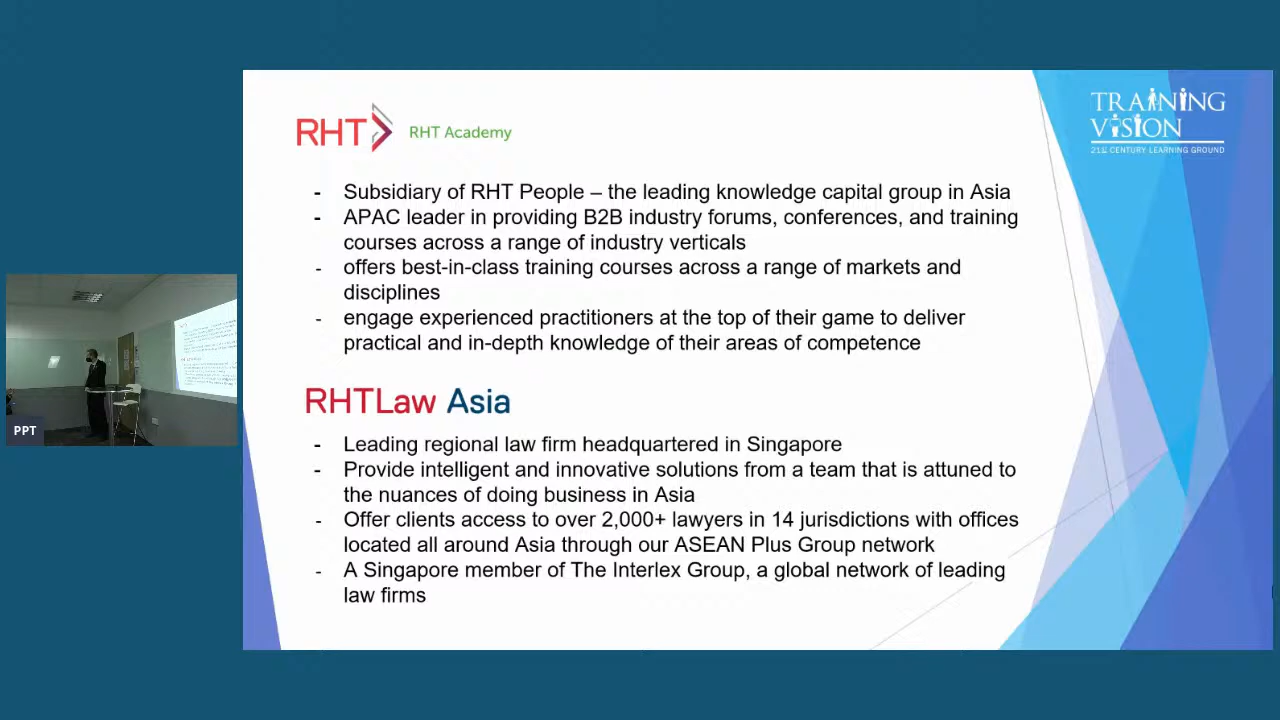 TRAINING
VISION
21st CENTURY LEARNING GROUND
RHT RHT Academy
- Subsidiary of RHT People – the leading knowledge capital group in Asia
- APAC leader in providing B2B industry forums, conferences, and training
courses across a range of industry verticals
- offers best-in-class training courses across a range of markets and
disciplines
- engage experienced practitioners at the top of their game to deliver
practical and in-depth knowledge of their areas of competence
RHTLaw Asia
- Leading regional law firm headquartered in Singapore
- Provide intelligent and innovative solutions from a team that is attuned to
the nuances of doing business in Asia
- Offer clients access to over 2,000+ lawyers in 14 jurisdictions with offices
located all around Asia through our ASEAN Plus Group network
- A Singapore member of The Interlex Group, a global network of leading
law firms
PPT